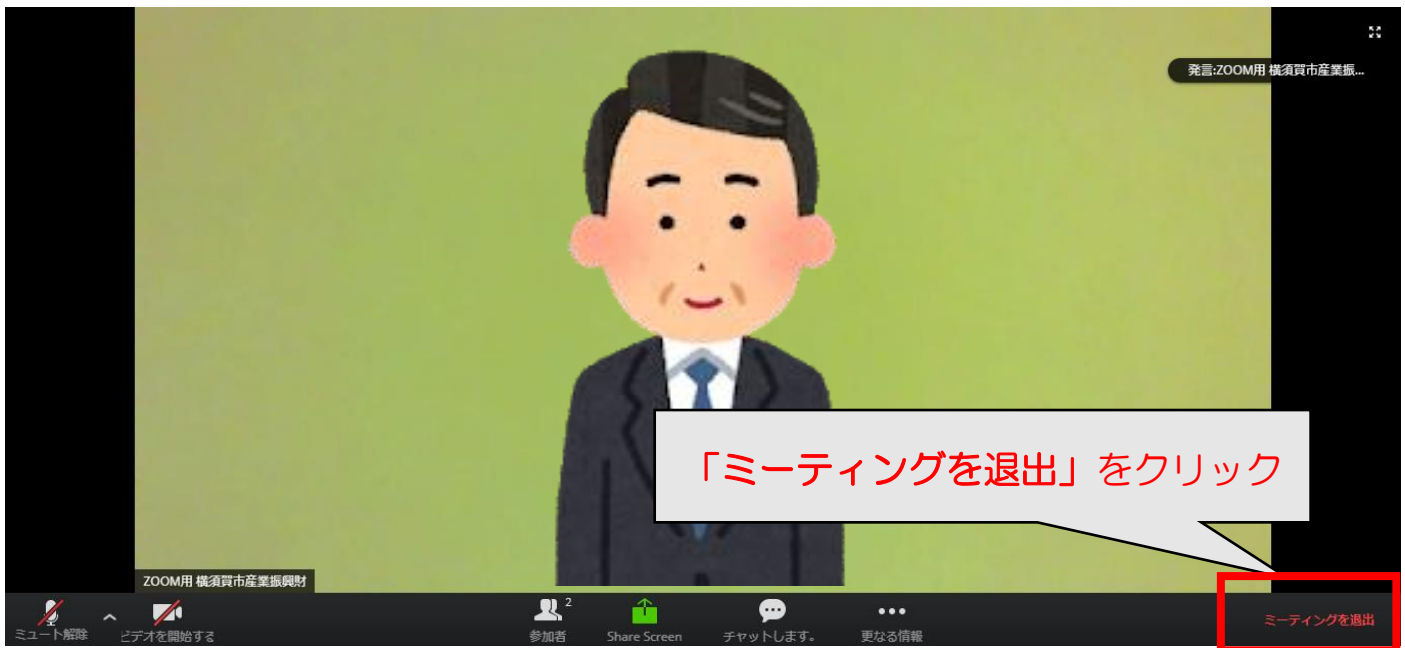 発言:ZOOM用 横須賀市産業振...
「ミーティングを退出」をクリック
ZOOM用 横須賀市産業振興財
ミュート解除
ビデオを開始する
2
参加者
Share Screen
チャットします。
更なる情報
ミーティングを退出